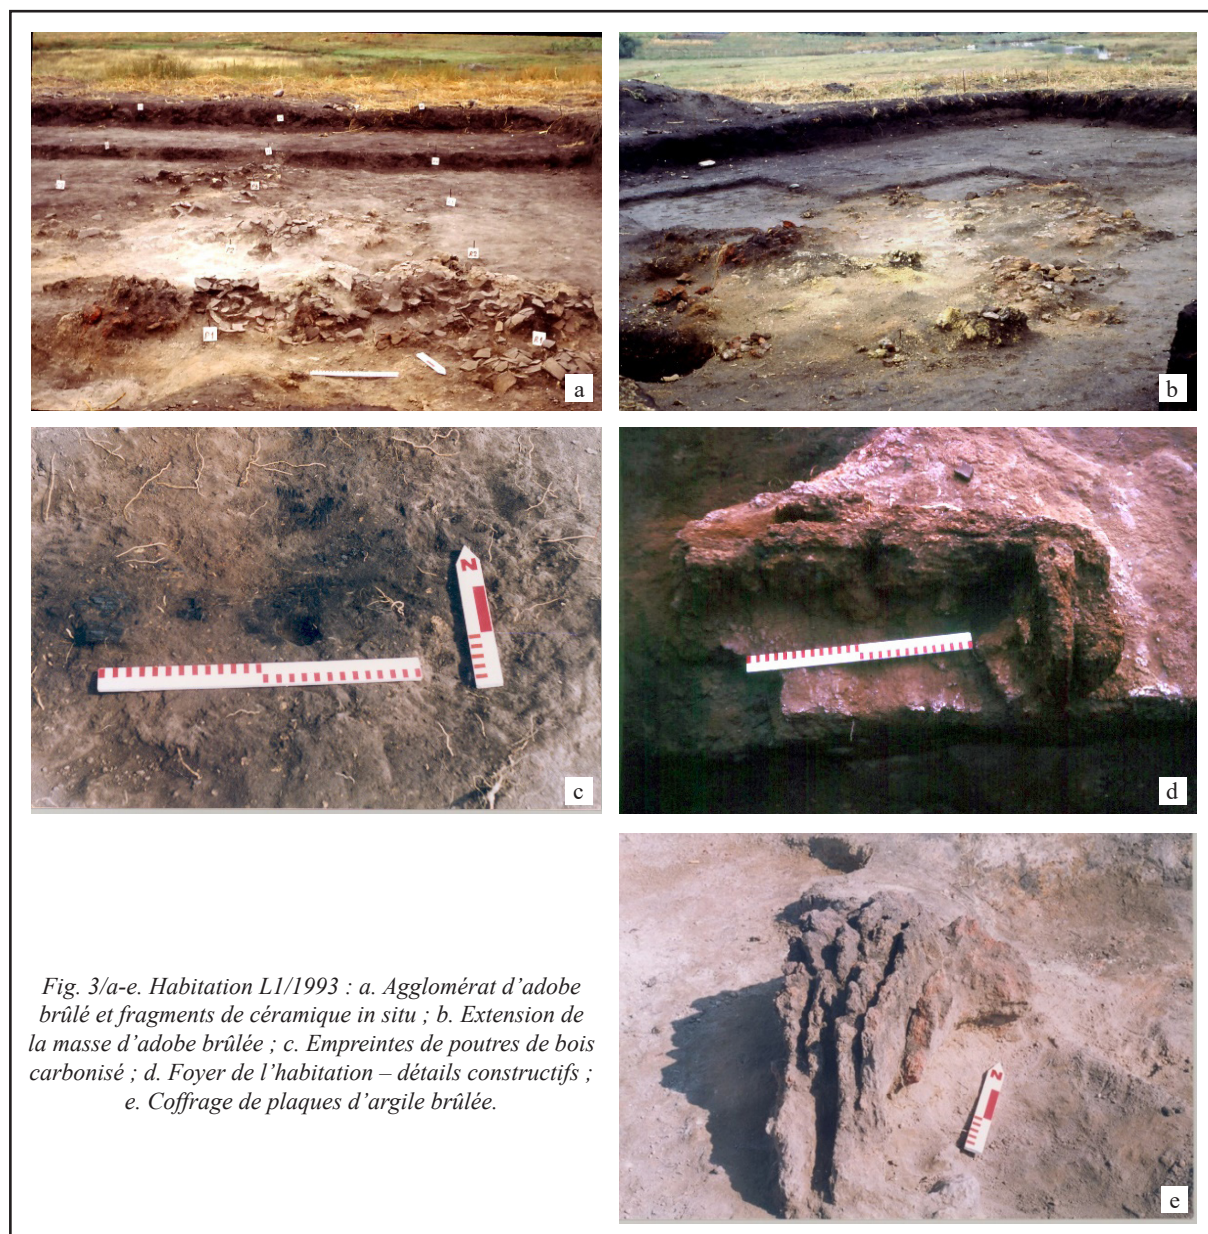 a
b
N
c
d
N
e
Fig. 3/a-e. Habitation L1/1993 : a. Agglomérat d’adobe
brûlé et fragments de céramique in situ ; b. Extension de
la masse d’adobe brûlée ; c. Empreintes de poutres de bois
carbonisé ; d. Foyer de l’habitation – détails constructifs ;
e. Coffrage de plaques d’argile brûlée.